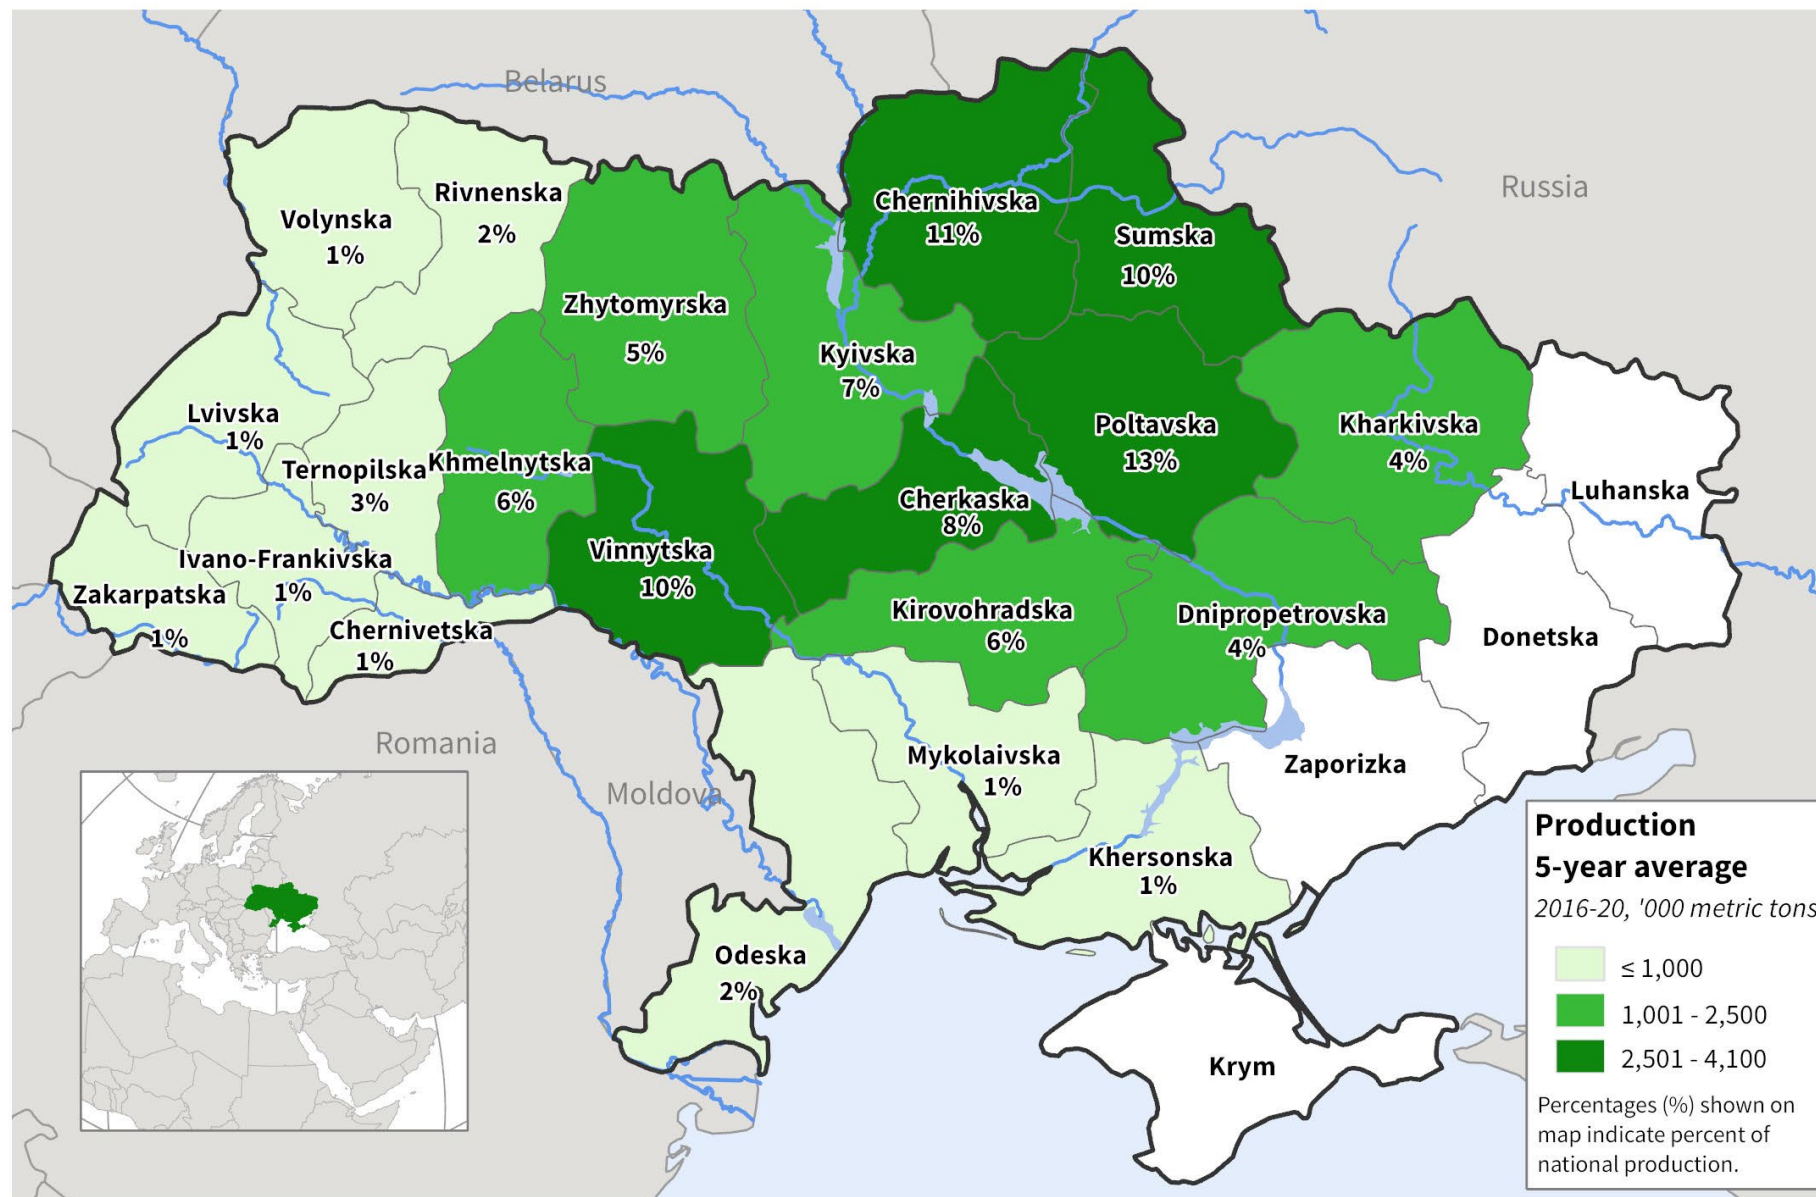 Belarus
Russia
Rivnenska
2%
Volynska
1%
Chernihivska
11%
Sumska
10%
Zhytomyrska
5%
Kyivska
7%
Lvivska
1%
Ternopilska
3%
Khmelnytska
6%
Poltavska
13%
Kharkivska
4%
Luhanska
Cherkaska
8%
Vinnytska
10%
Ivano-Frankivska
1%
Zakarpatska
1%
Chernivetska
1%
Kirovohradska
6%
Dnipropetrovska
4%
Donetska
Romania
Moldova
Mykolaivska
1%
Zaporizka
Khersonska
1%
Odeska
2%
Krym
Production
5-year average
2016-20, '000 metric tons
≤ 1,000
1,001 - 2,500
2,501 - 4,100
Percentages (%) shown on
map indicate percent of
national production.